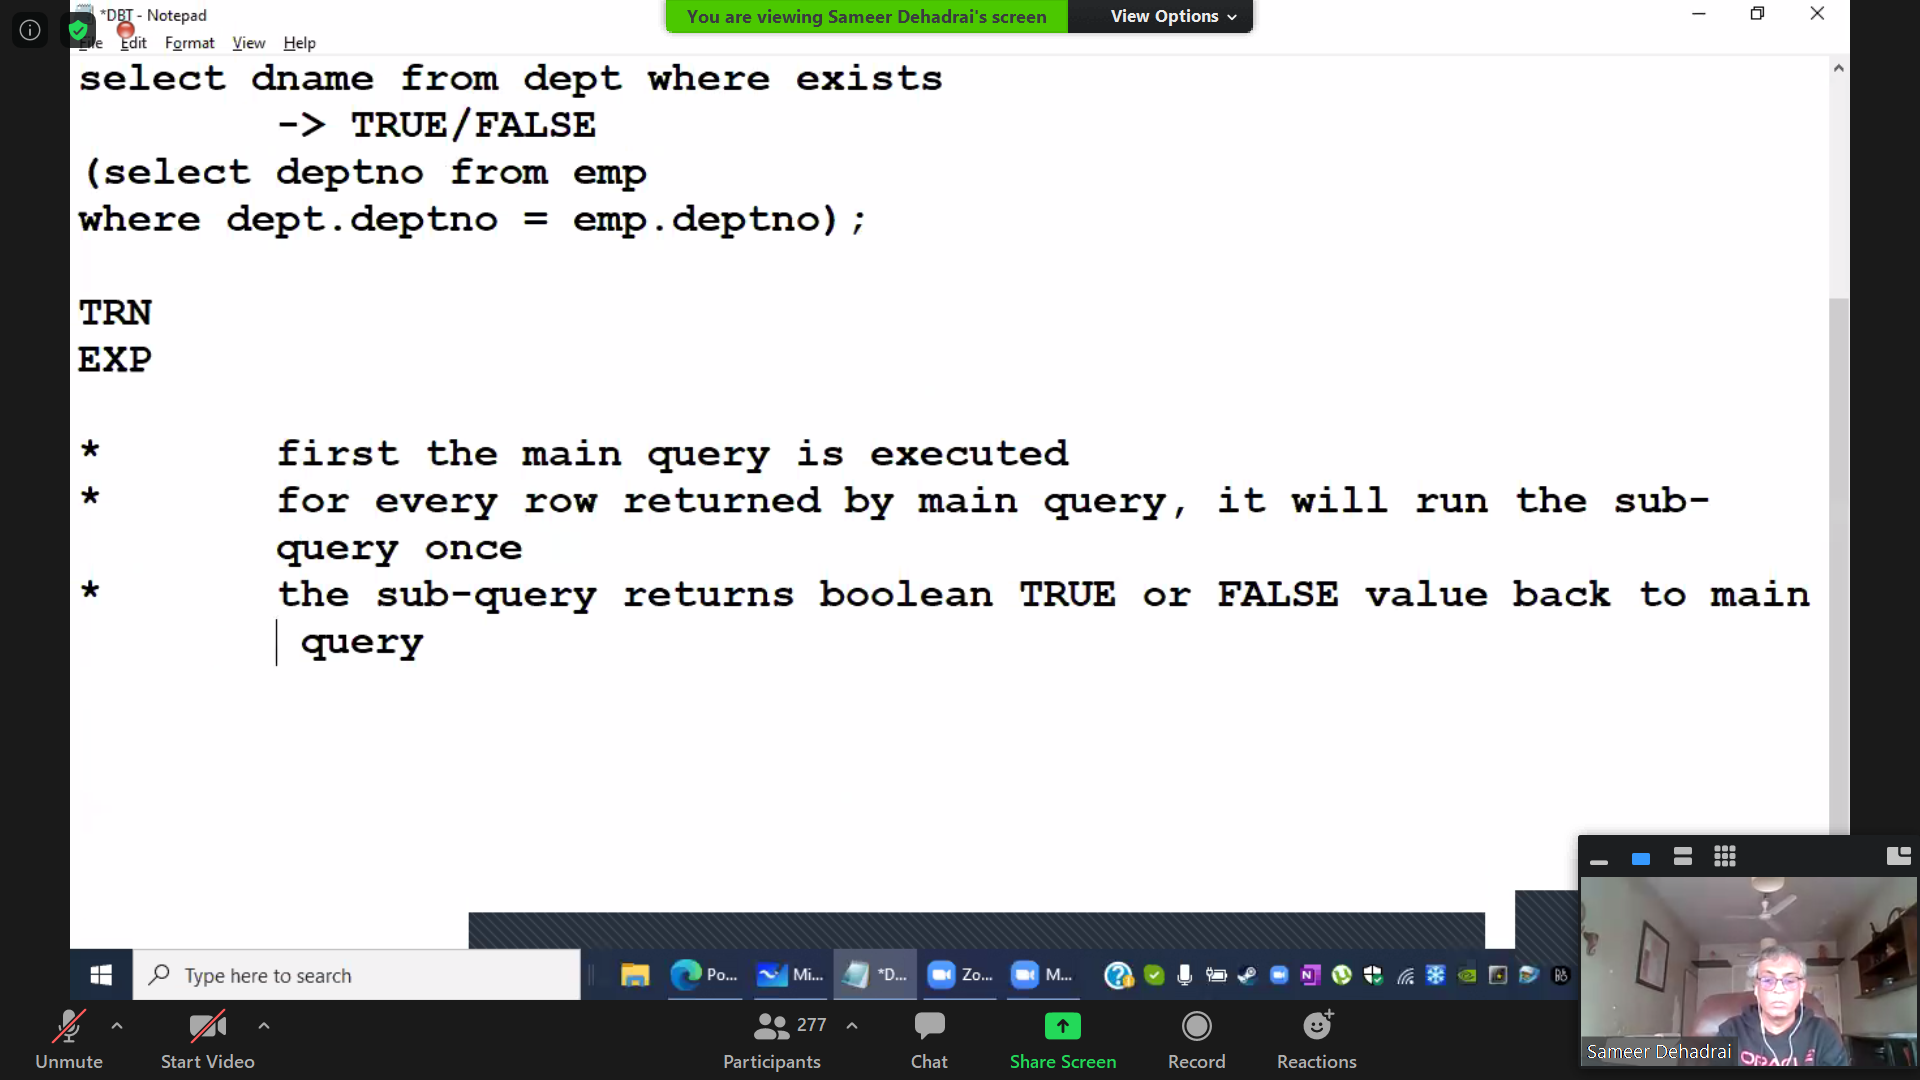 *DBT - Notepad
You are viewing Sameer Dehadrai's screen
View Options
File Edit Format View Help
select dname from dept where exists
-> TRUE/FALSE
(select deptno from emp
where dept.deptno = emp.deptno);
TRN
EXP
* first the main query is executed
* for every row returned by main query, it will run the sub-
query once
* the sub-query returns boolean TRUE or FALSE value back to main
query
Type here to search
Po...
Mi...
*D...
Zo...
M...
Sameer Dehadrai
ORACLE
Unmute
Start Video
277
Participants
Chat
Share Screen
Record
Reactions